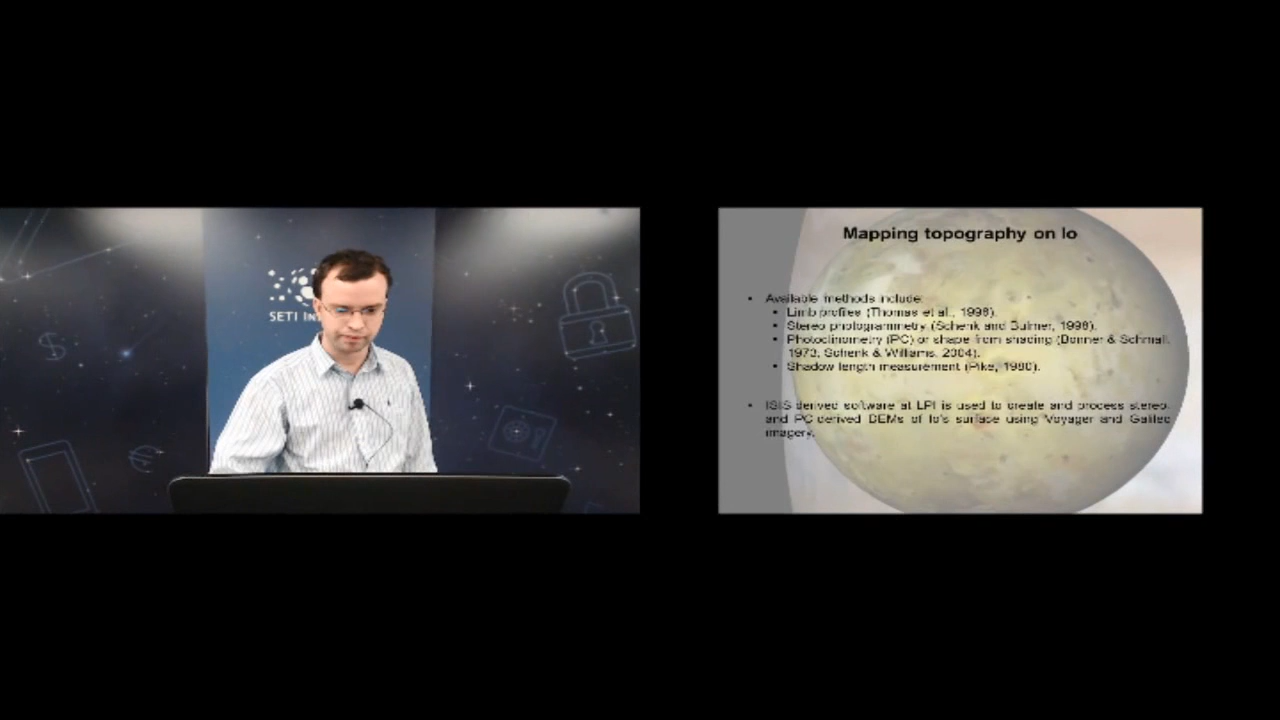 SETI
Mapping topography on Io
• Available methods include:
• Limb profiles (Thomas et al., 1998).
• Stereo photogrammetry (Schenk and Bulmer, 1998).
• Photoclinometry (PC) or shape from shading (Bonner & Schmall,
1973; Schenk & Williams, 2004).
• Shadow length measurement (Pike, 1980).
• ISIS-derived software at LPI is used to create and process stereo-
and PC-derived DEMs of Io's surface using Voyager and Galileo
imagery.
$
€